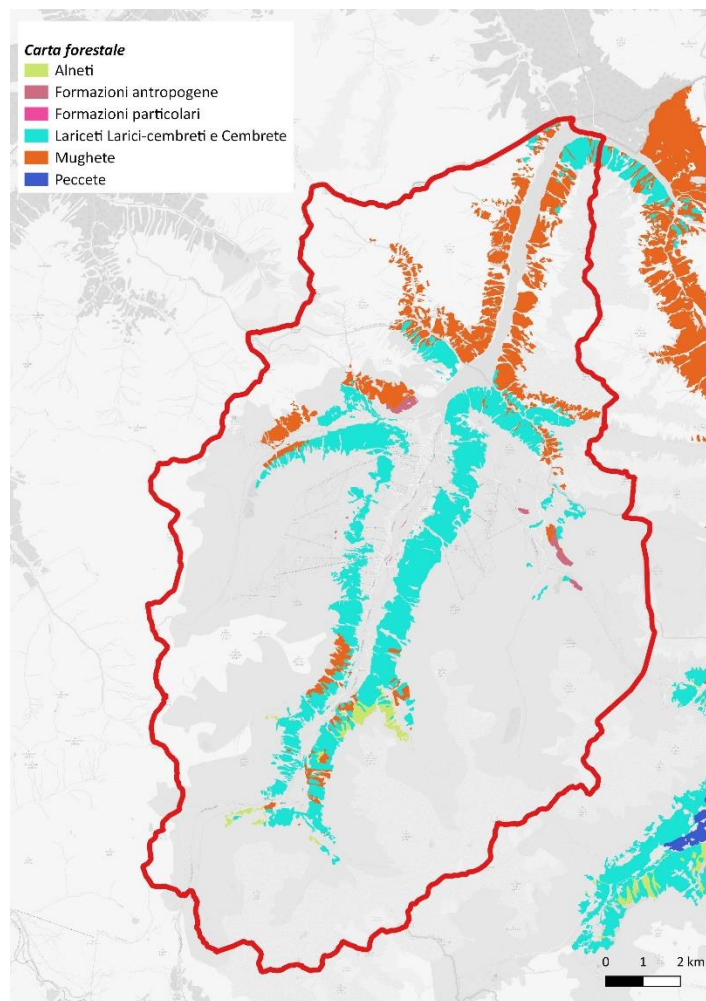 Carta forestale
Alneti
Formazioni antropogene
Formazioni particolari
Lariceti Larici-cembreti e Cembrete
Mughete
Peccete
0 1 2 km